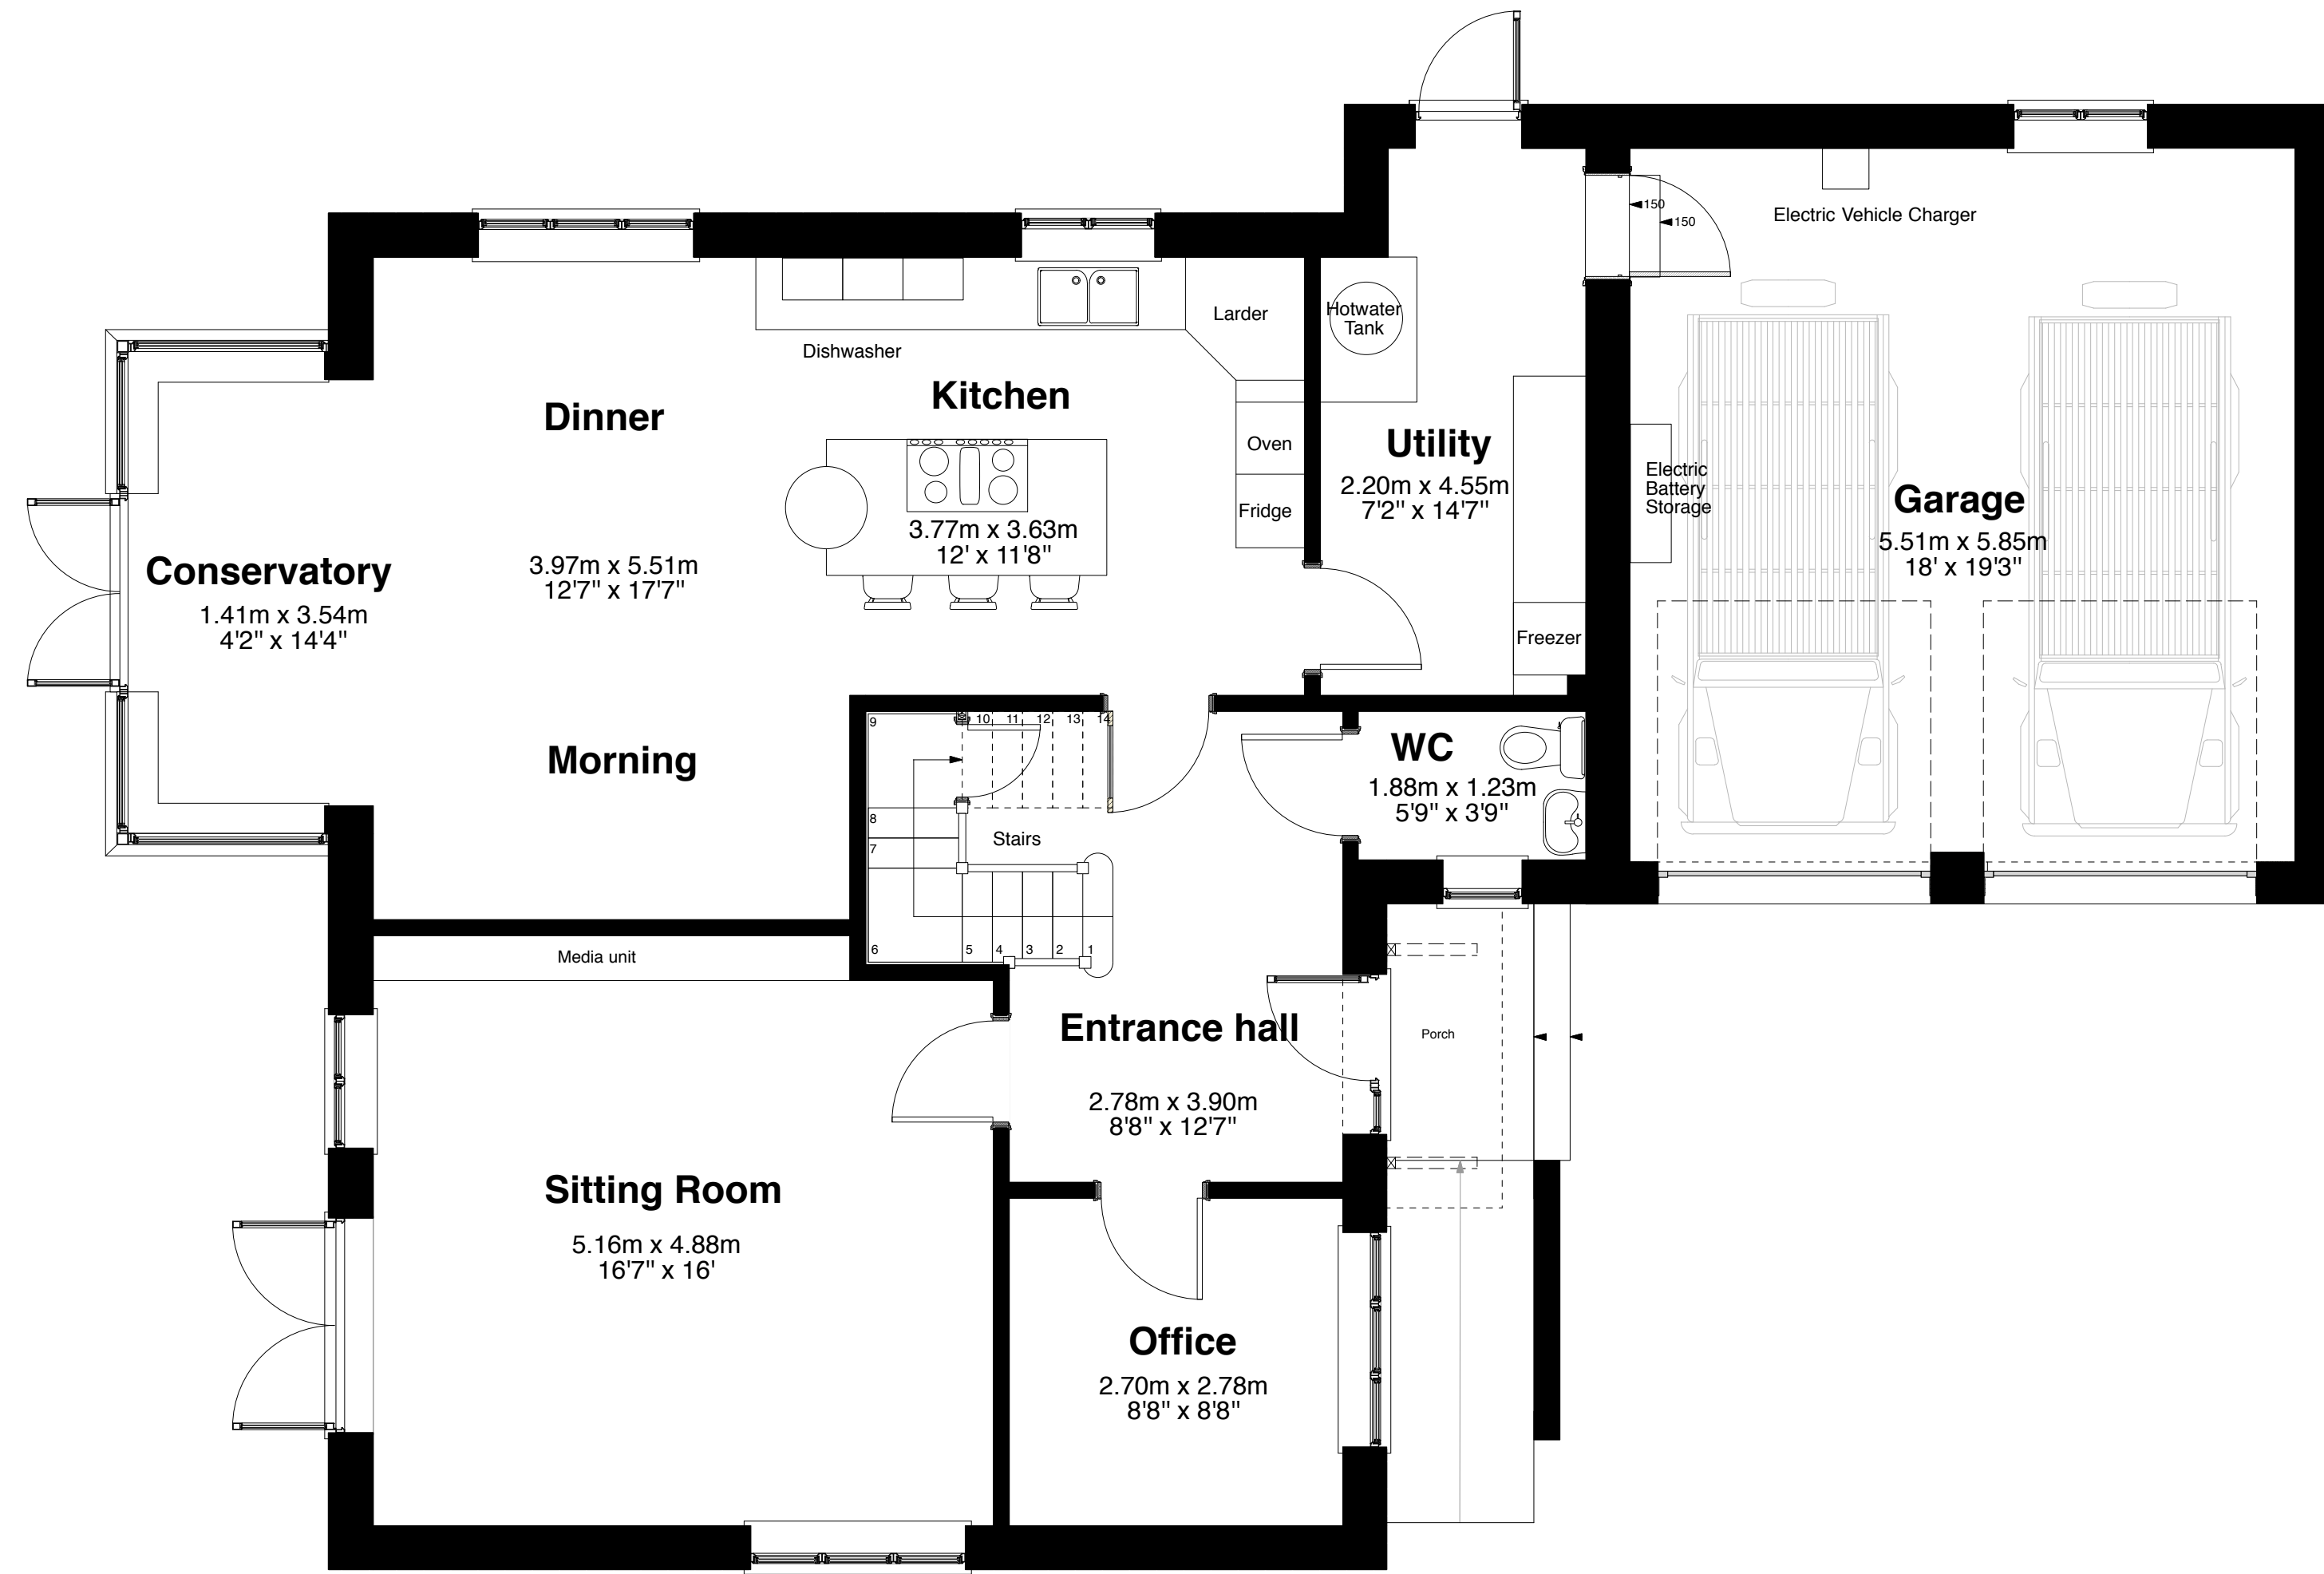 150
150
Electric Vehicle Charger
Hotwater
Tank
Larder
Dishwasher
Kitchen
Dinner
Oven
Utility
2.20m x 4.55m
7'2" x 14'7"
Electric
Battery
Storage
Garage
5.51m x 5.85m
18' x 19'3"
Fridge
3.77m x 3.63m
12' x 11'8"
Conservatory
1.41m x 3.54m
4'2" x 14'4"
3.97m x 5.51m
12'7" x 17'7"
Freezer
Morning
9
10
11
12
13
14
WC
1.88m x 1.23m
5'9" x 3'9"
8
7
Stairs
6
5
4
3
2
1
Media unit
Entrance hall
2.78m x 3.90m
8'8" x 12'7"
Porch
Sitting Room
5.16m x 4.88m
16'7" x 16'
Office
2.70m x 2.78m
8'8" x 8'8"